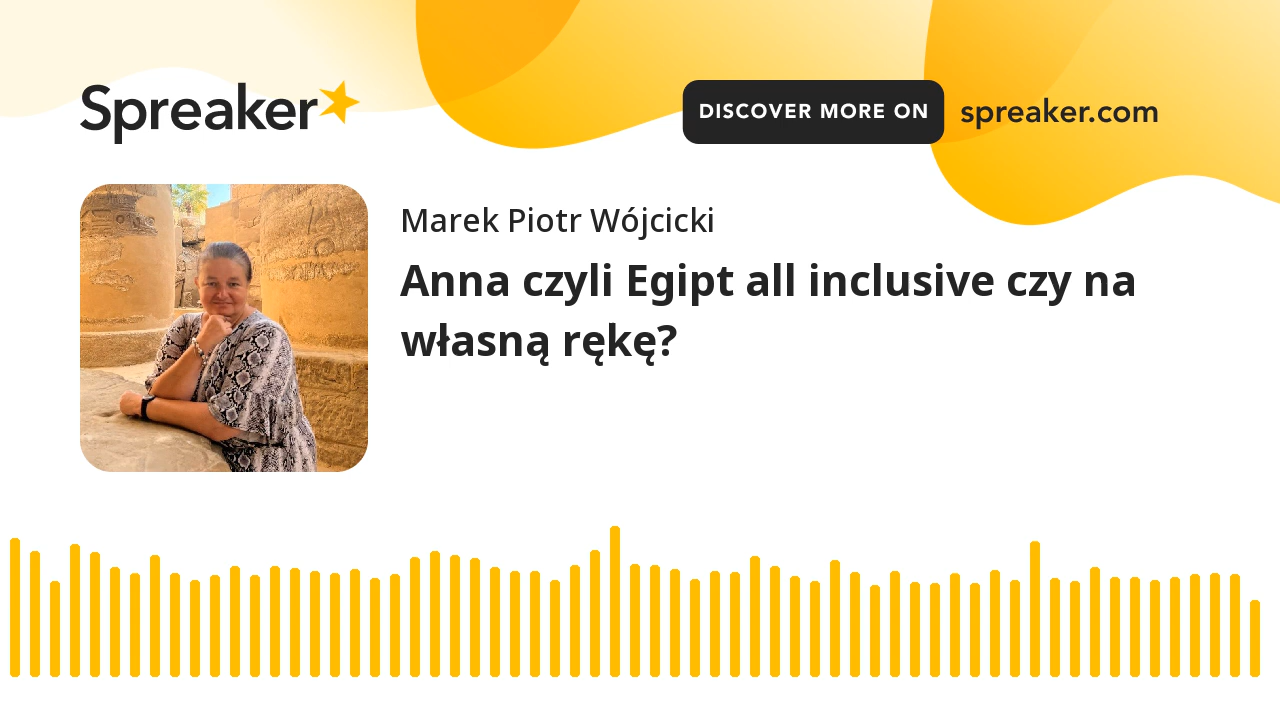 Spreaker
DISCOVER MORE ON spreaker.com
Marek Piotr Wójcicki
Anna czyli Egipt all inclusive czy na
własną rękę?